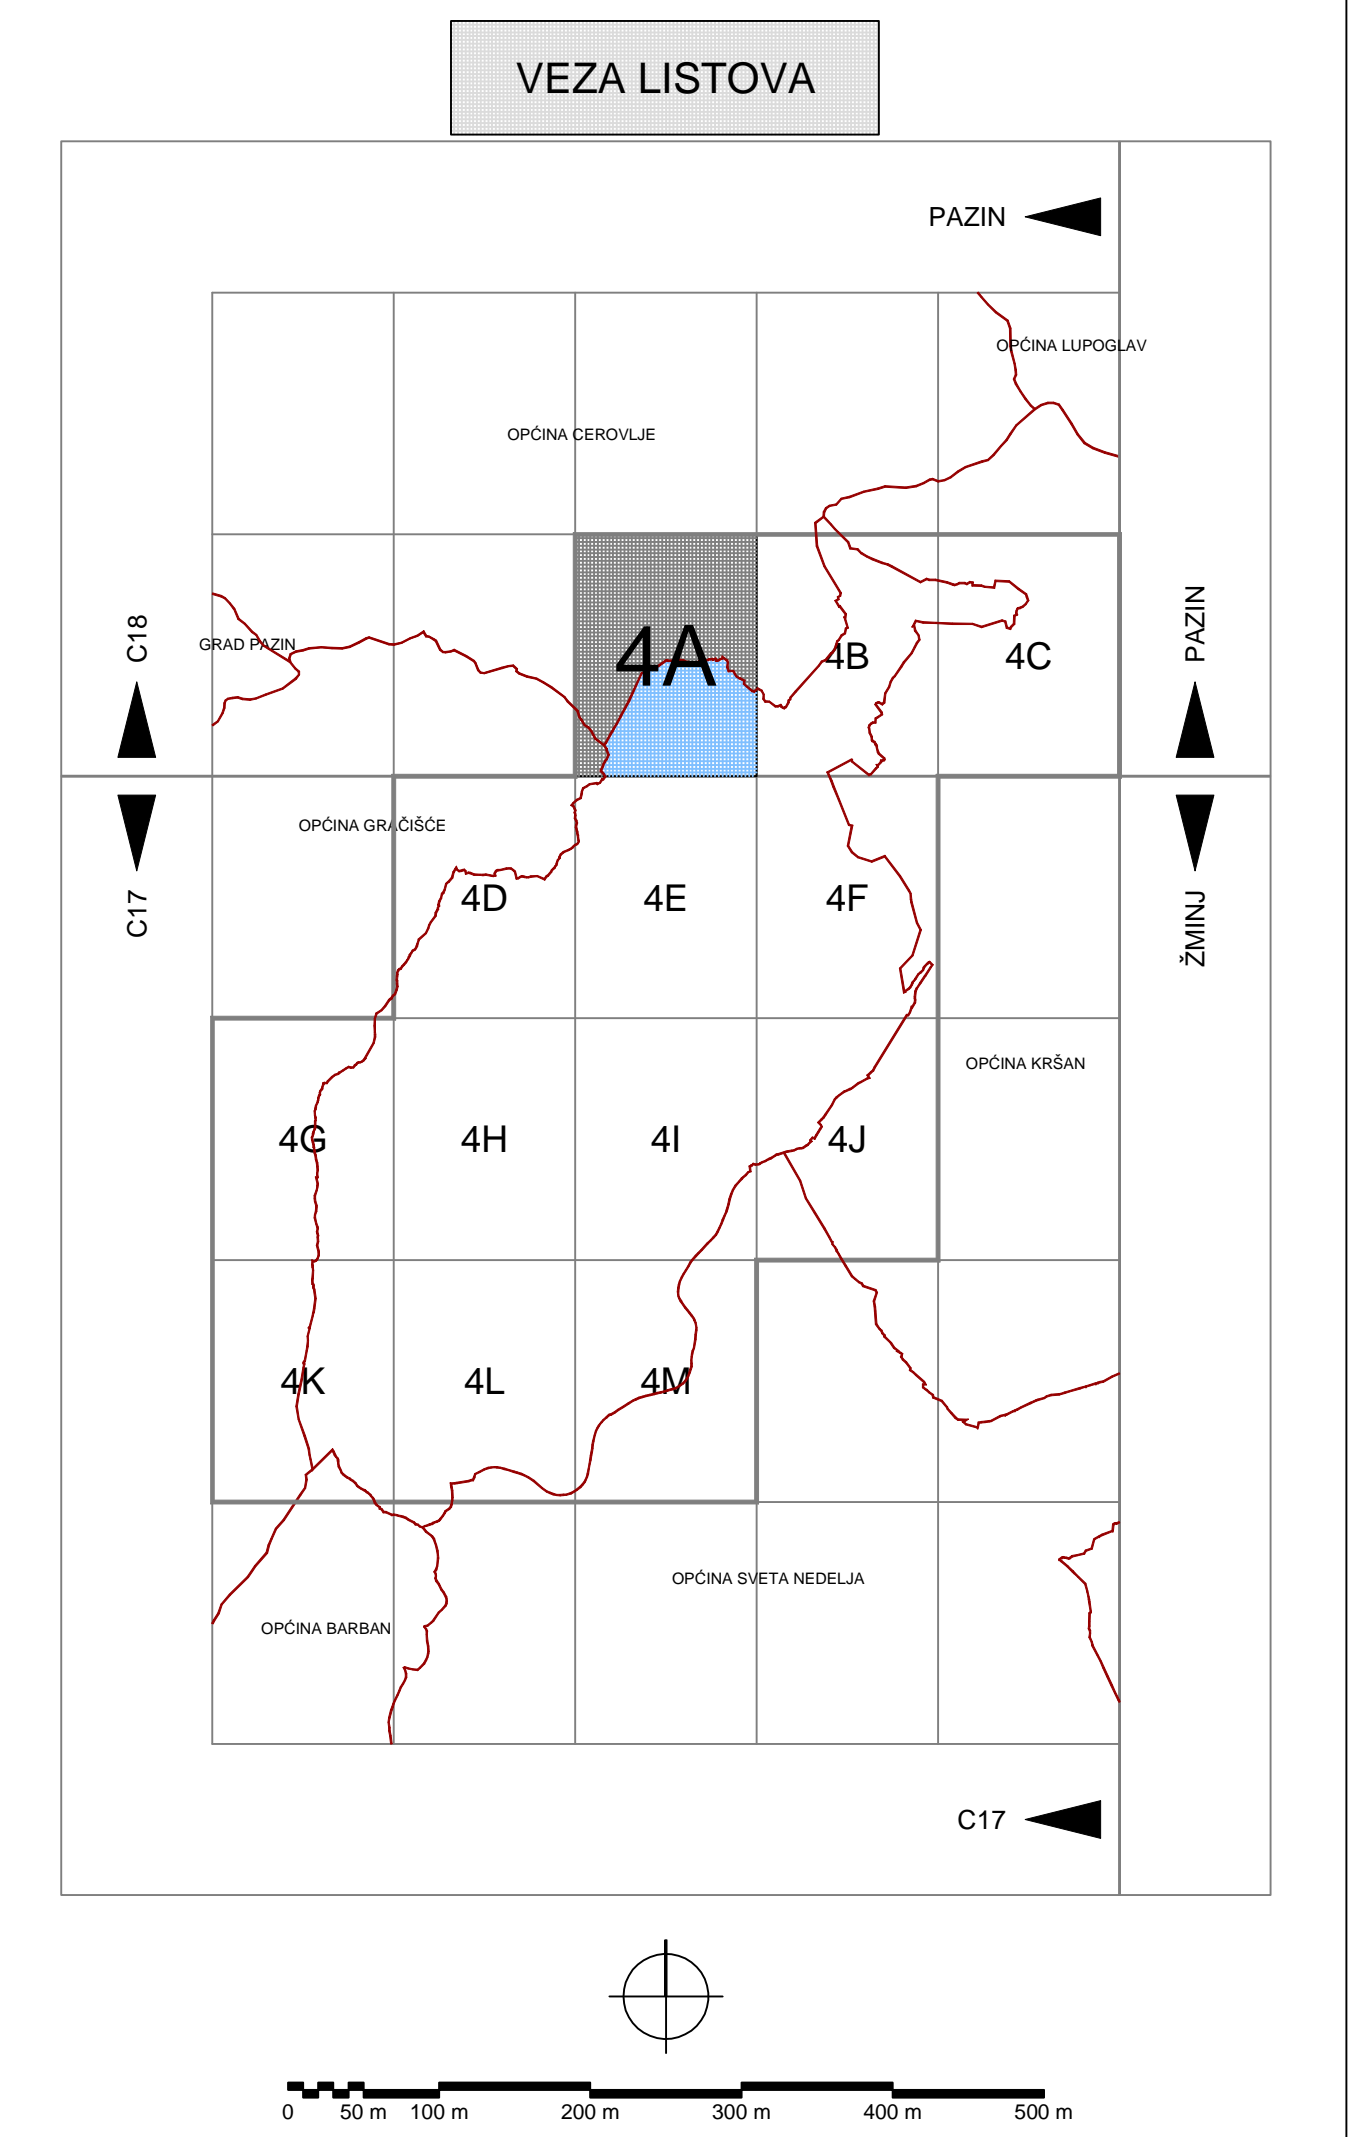 VEZA LISTOVA
PAZIN
OPĆINA LUPOGLAV
OPĆINA CEROVLJE
C18
GRAD PAZIN
4A
4B
4C
PAZIN
C17
OPĆINA GRAČIŠĆE
4D
4E
4F
ŽMINJ
OPĆINA KRŠAN
4G
4H
4I
4J
4K
4L
4M
OPĆINA SVETA NEDELJA
OPĆINA BARBAN
C17
0 50 m 100 m 200 m 300 m 400 m 500 m